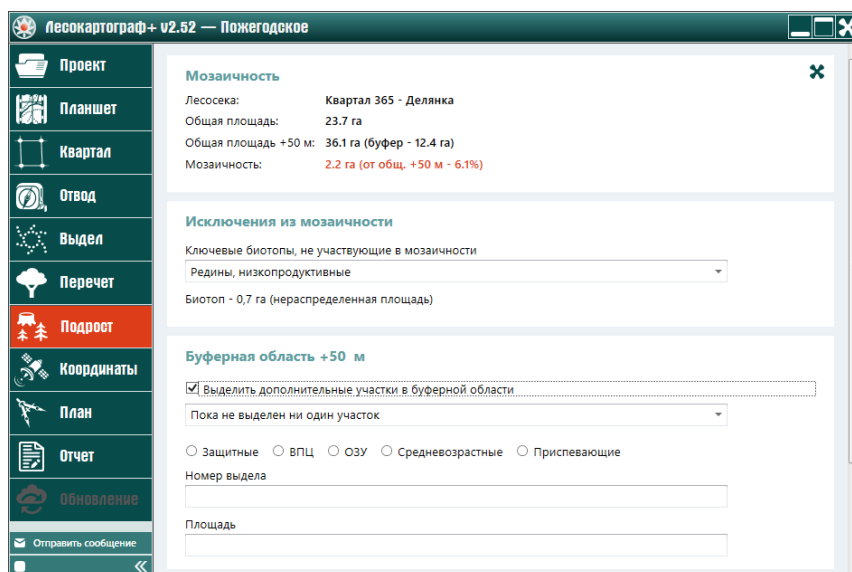 Лесокартограф+ v2.52 — Пожегодское
Проект
Планшет
Квартал
Отвод
Выдел
Перечет
Подрост
Координаты
План
Отчет
Обновление
Отправить сообщение
Мозаичность
Лесосека: Квартал 365 - Делянка
Общая площадь: 23.7 га
Общая площадь +50 м: 36.1 га (буфер - 12.4 га)
Мозаичность: 2.2 га (от общ. +50 м - 6.1%)
Исключения из мозаичности
Ключевые биотопы, не участвующие в мозаичности
Редины, низкопродуктивные
Биотоп - 0,7 га (нераспределенная площадь)
Буферная область +50 м
Выделить дополнительные участки в буферной области
Пока не выделен ни один участок
Защитные ВПЦ ОЗУ Средневозрастные Приспевающие
Номер выдела
Площадь